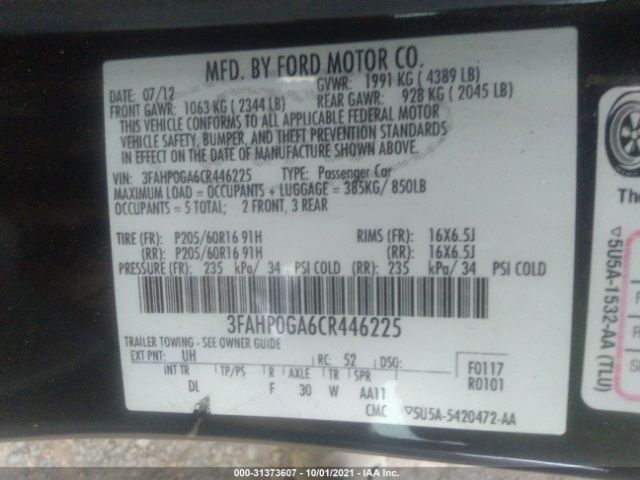 MFD. BY FORD MOTOR CO.
DATE: 07/12 GVWR: 1991 KG ( 4389 LB)
FRONT GAWR: 1063 KG ( 2344 LB) REAR GAWR: 928 KG ( 2045 LB)
THIS VEHICLE CONFORMS TO ALL APPLICABLE FEDERAL MOTOR
VEHICLE SAFETY, BUMPER, AND THEFT PREVENTION STANDARDS
IN EFFECT ON THE DATE OF MANUFACTURE SHOWN ABOVE.
VIN: 3FAHP0GA6CR446225 TYPE: Passenger Car
MAXIMUM LOAD = OCCUPANTS + LUGGAGE = 385KG/ 850LB
OCCUPANTS = 5 TOTAL; 2 FRONT, 3 REAR
TIRE (FR): P205/60R16 91H RIMS (FR): 16X6.5J
(RR): P205/60R16 91H (RR): 16X6.5J
PRESSURE (FR): 235 kPa/ 34 PSI COLD (RR): 235 kPa/ 34 PSI COLD
3FAHP0GA6CR446225
TRAILER TOWING - SEE OWNER GUIDE
EXT PNT: UH RC: 52 DSO: F0117
INT TR TP/PS R AXLE TR SPR R0101
DL F 30 W AA11
CMC ▽5U5A-5420472-AA
The
▽5U5A-1532-AA (TLU)
000-31373607 - 10/01/2021 - IAA Inc.